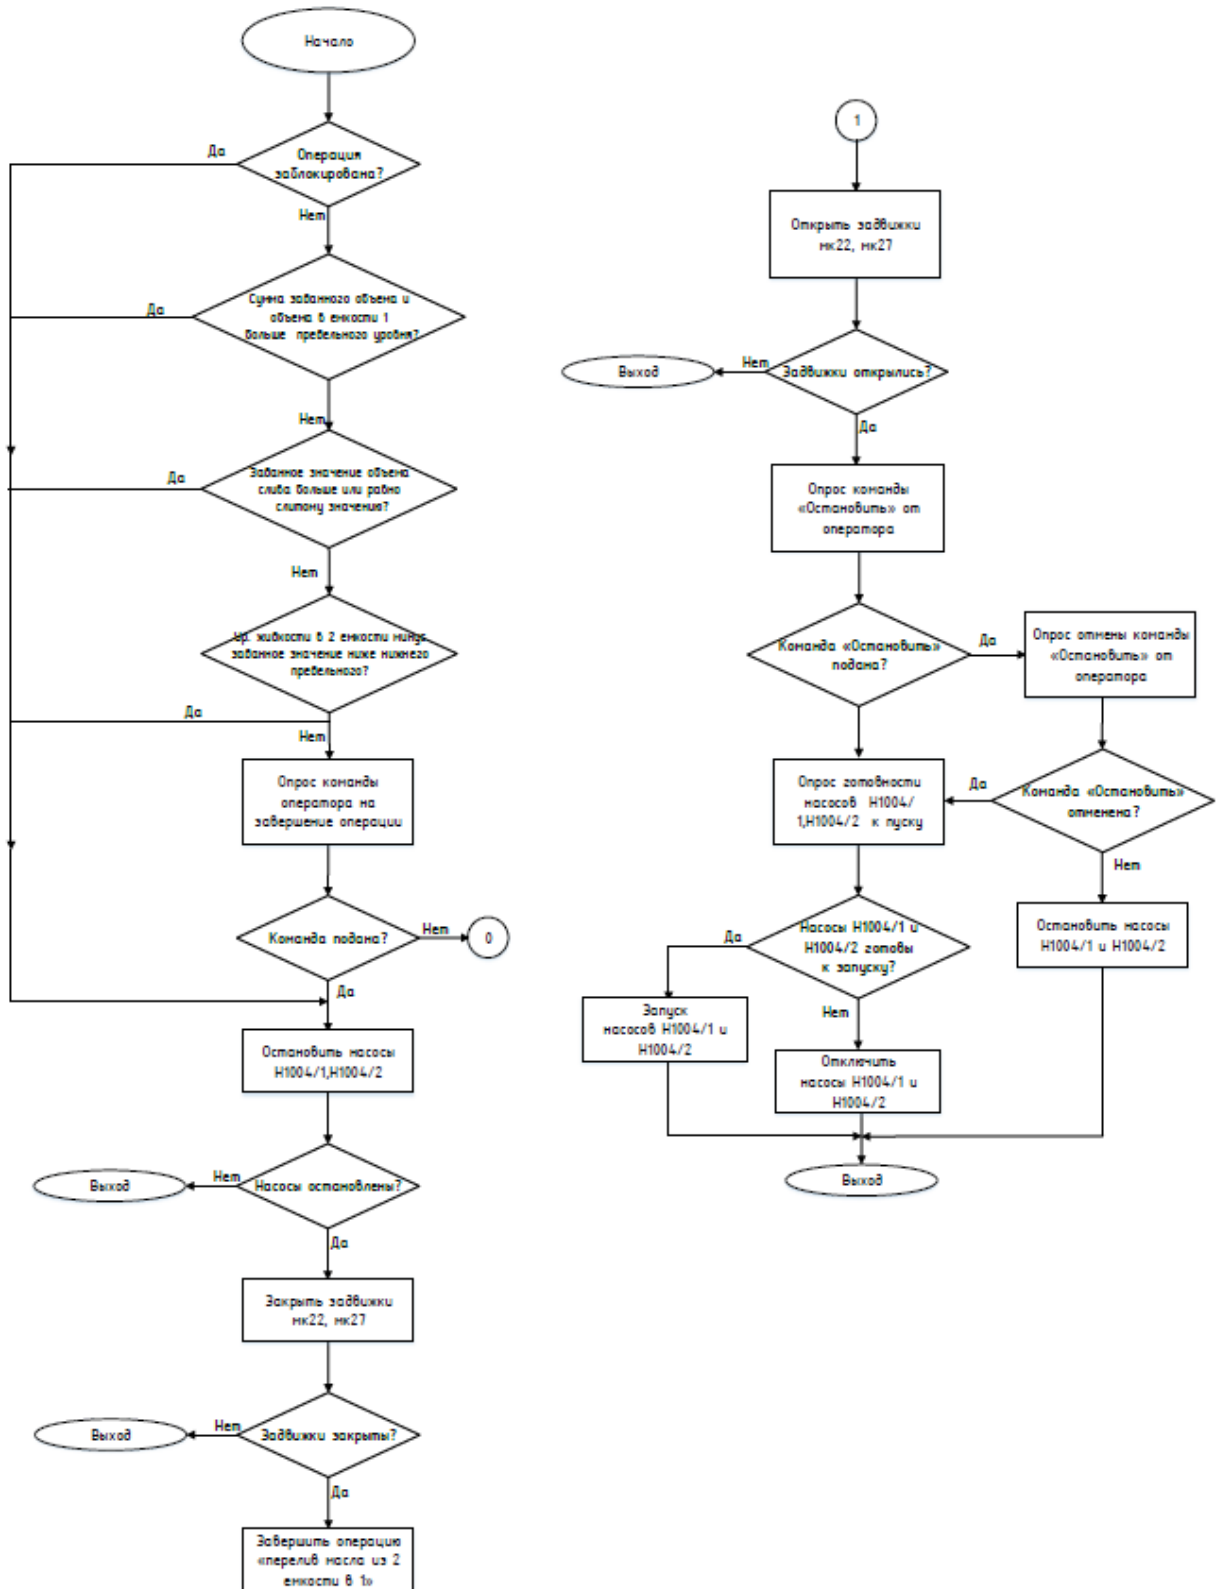 Начало
Да
Операция
заблокирована?
Нет
Да
Сумма заданного объема и
объема в емкости 1
больше предельного уровня?
Нет
Да
Заданное значение объема
слива больше или равно
слитому значению?
Нет
Ур. жидкости в 2 емкости минус
заданное значение ниже нижнего
предельного?
Да
Нет
Опрос команды
оператора на
завершение операции
Команда подана?
Нет
0
Да
Остановить насосы
Н1004/1,Н1004/2
Выход
Нет
Насосы остановлены?
Да
Закрыть задвижки
мк22, мк27
Выход
Нет
Задвижки закрыты?
Да
Завершить операцию
«перелив масла из 2
емкости в 1»
1
Открыть задвижки
мк22, мк27
Выход
Нет
Задвижки открылись?
Да
Опрос команды
«Остановить» от
оператора
Команда «Остановить»
подана?
Да
Опрос отмены команды
«Остановить» от
оператора
Опрос готовности
насосов Н1004/
1,Н1004/2 к пуску
Да
Команда «Остановить»
отменена?
Нет
Остановить насосы
Н1004/1 и Н1004/2
Да
Насосы Н1004/1 и
Н1004/2 готовы
к запуску?
Нет
Запуск
насосов Н1004/1 и
Н1004/2
Отключить
насосы Н1004/1 и
Н1004/2
Выход